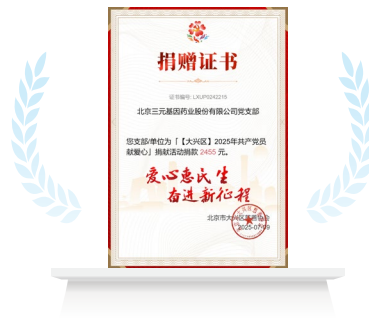 捐赠证书
证书编号: LXUP0242215
北京三元基因药业股份有限公司党支部
您支部/单位为「【大兴区】2025年共产党员
献爱心」捐献活动捐款 2455 元。
爱心惠民生
奋进新征程
北京市大兴区慈善协会
2025-07-09